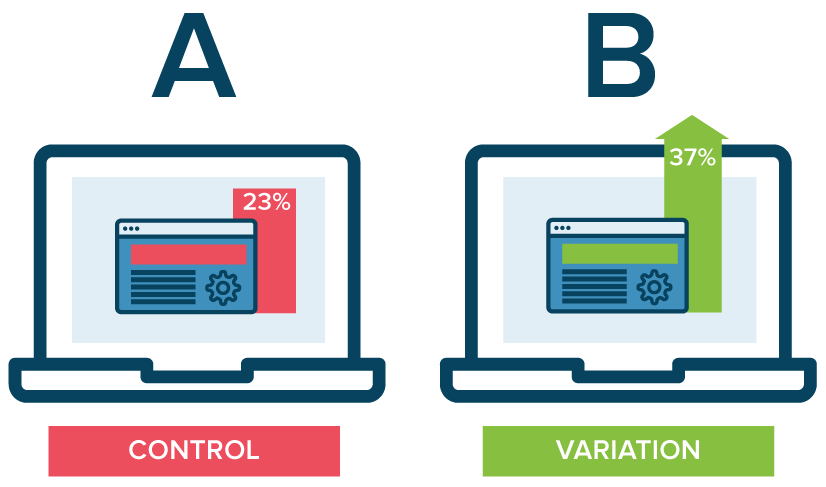 A
B
23%
37%
CONTROL
VARIATION